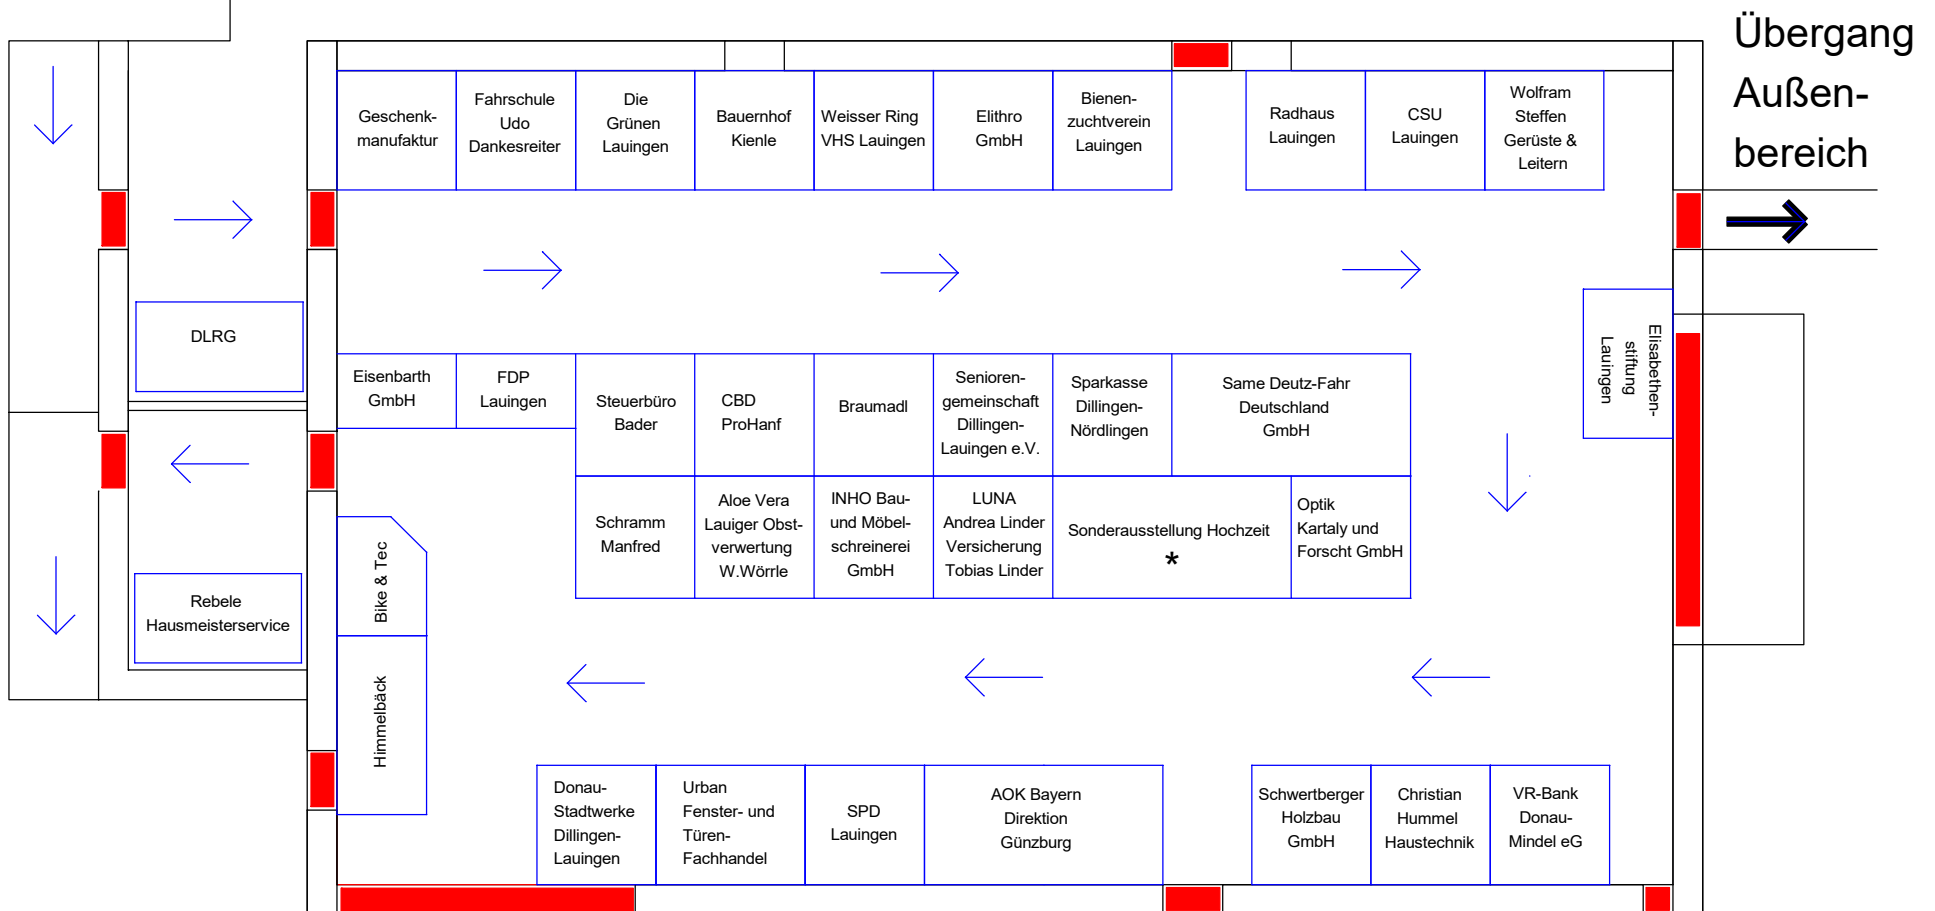 Übergang
Außen-
bereich
Geschenk-
manufaktur
Fahrschule
Udo
Dankesreiter
Die
Grünen
Lauingen
Bauernhof
Kienle
Weisser Ring
VHS Lauingen
Elithro
GmbH
Bienen-
zuchtverein
Lauingen
Radhaus
Lauingen
CSU
Lauingen
Wolfram
Steffen
Gerüste &
Leitern
DLRG
Eisenbarth
GmbH
FDP
Lauingen
Steuerbüro
Bader
CBD
ProHanf
Braumadl
Senioren-
gemeinschaft
Dillingen-
Lauingen e.V.
Sparkasse
Dillingen-
Nördlingen
Same Deutz-Fahr
Deutschland
GmbH
Elisabethen-
stiftung
Lauingen
Schramm
Manfred
Aloe Vera
Lauiger Obst-
verwertung
W.Wörrle
INHO Bau-
und Möbel-
schreinerei
GmbH
LUNA
Andrea Linder
Versicherung
Tobias Linder
Sonderausstellung Hochzeit
*
Optik
Kartaly und
Forscht GmbH
Bike & Tec
Rebele
Hausmeisterservice
Himmelbäck
Donau-
Stadtwerke
Dillingen-
Lauingen
Urban
Fenster- und
Türen-
Fachhandel
SPD
Lauingen
AOK Bayern
Direktion
Günzburg
Schwertberger
Holzbau
GmbH
Christian
Hummel
Haustechnik
VR-Bank
Donau-
Mindel eG